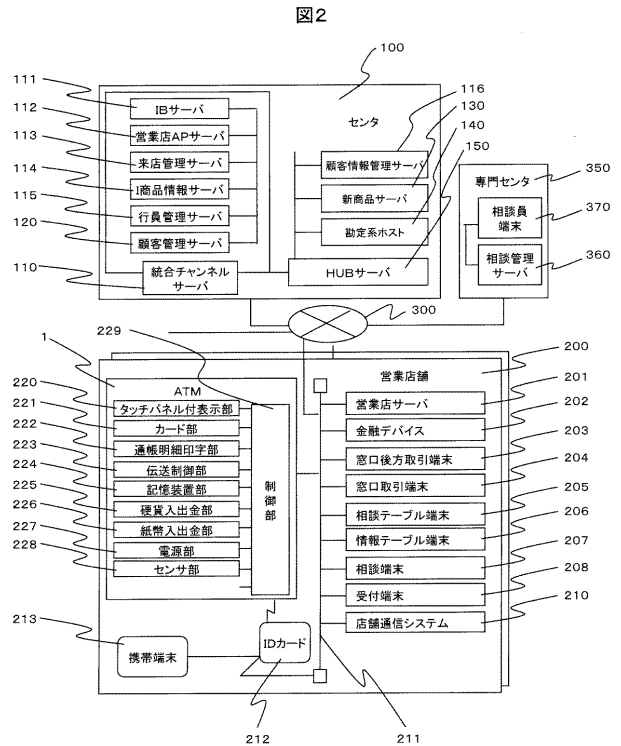 図2
100
111
112
113
114
115
120
110
IBサーバ
営業店APサーバ
来店管理サーバ
I商品情報サーバ
行員管理サーバ
顧客管理サーバ
統合チャンネル
サーバ
センタ
116
130
140
150
顧客情報管理サーバ
新商品サーバ
勘定系ホスト
HUBサーバ
専門センタ
350
相談員
端末
370
相談管理
サーバ
360
300
1
229
220
221
222
223
224
225
226
227
228
ATM
タッチパネル付表示部
カード部
通帳明細印字部
伝送制御部
記憶装置部
硬貨入出金部
紙幣入出金部
電源部
センサ部
制御部
営業店舗
200
201
202
203
204
205
206
207
208
210
営業店サーバ
金融デバイス
窓口後方取引端末
窓口取引端末
相談テーブル端末
情報テーブル端末
相談端末
受付端末
店舗通信システム
213
携帯端末
IDカード
212
211